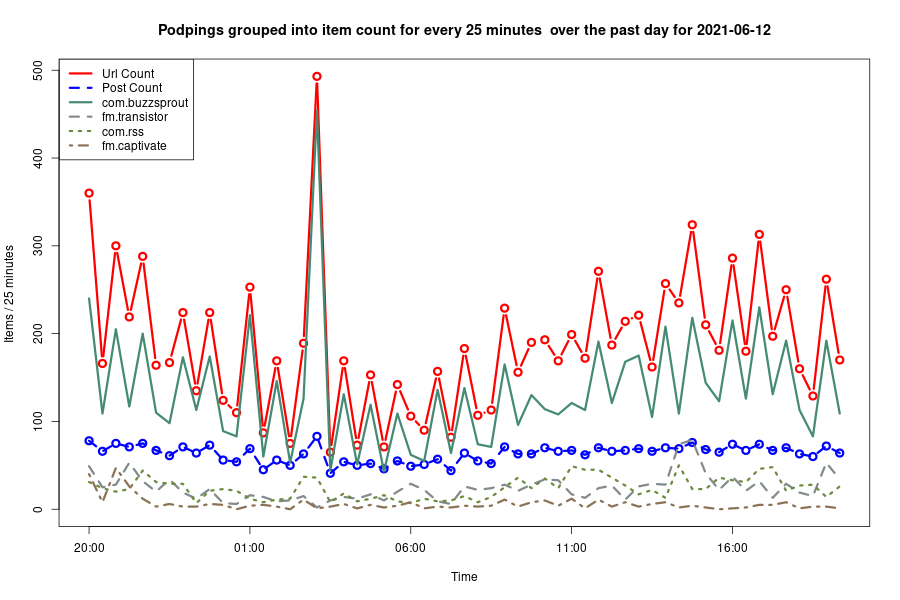 Podpings grouped into item count for every 25 minutes  over the past day for 2021-06-12
Url Count
Post Count
com.buzzsprout
fm.transistor
com.rss
fm.captivate
500
400
300
200
100
0
Items / 25 minutes
20:00 01:00 06:00 11:00 16:00
Time